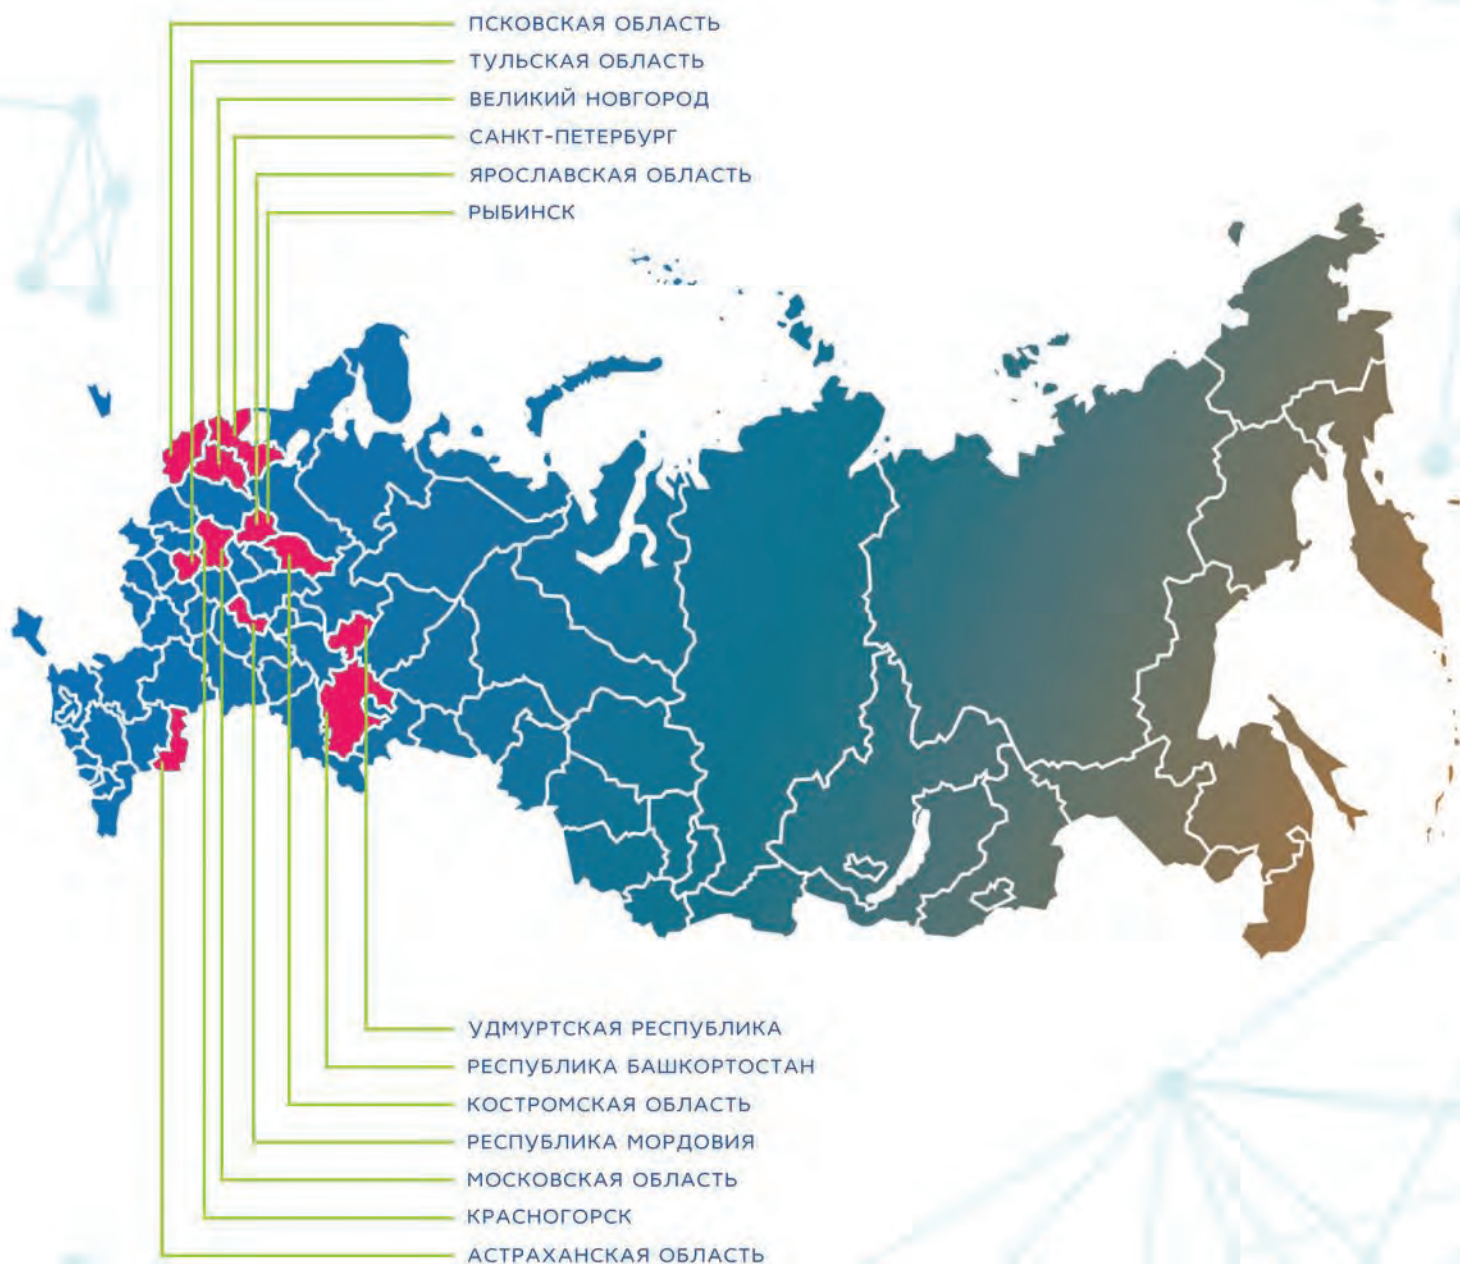 ПСКОВСКАЯ ОБЛАСТЬ
ТУЛЬСКАЯ ОБЛАСТЬ
ВЕЛИКИЙ НОВГОРОД
САНКТ-ПЕТЕРБУРГ
ЯРОСЛАВСКАЯ ОБЛАСТЬ
РЫБИНСК
УДМУРТСКАЯ РЕСПУБЛИКА
РЕСПУБЛИКА БАШКОРТОСТАН
КОСТРОМСКАЯ ОБЛАСТЬ
РЕСПУБЛИКА МОРДОВИЯ
МОСКОВСКАЯ ОБЛАСТЬ
КРАСНОГОРСК
АСТРАХАНСКАЯ ОБЛАСТЬ